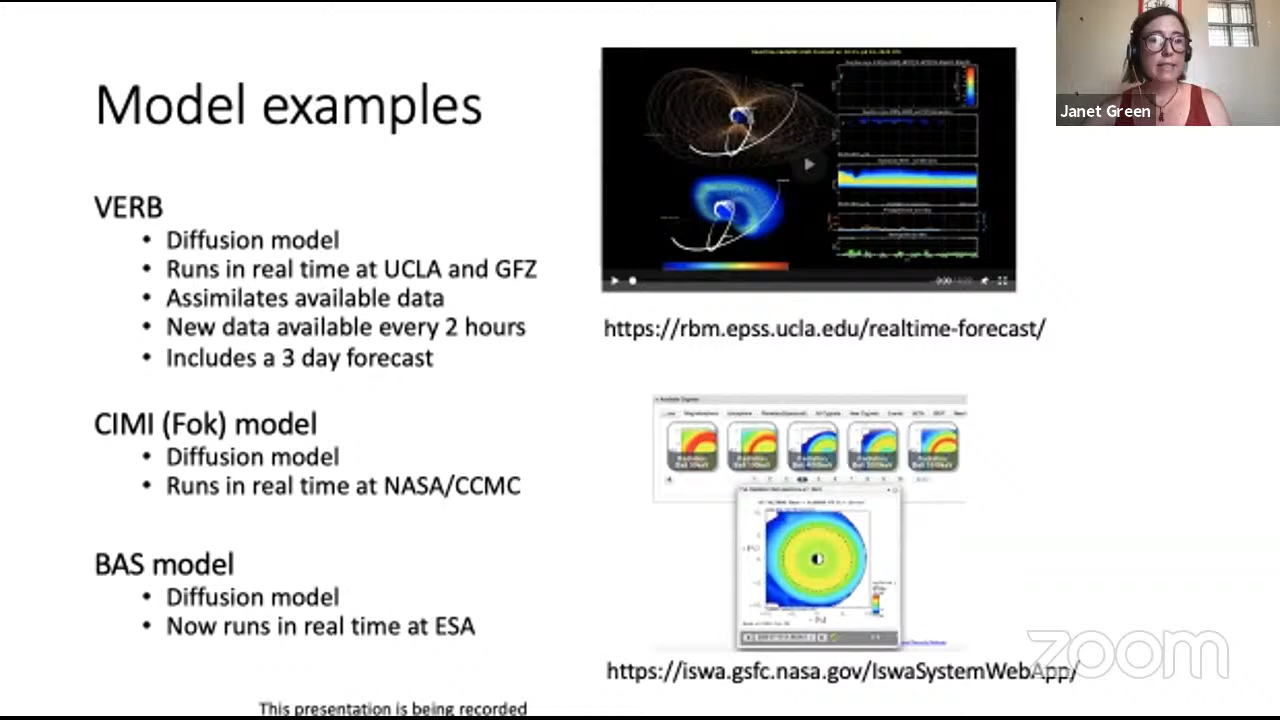 Model examples
VERB
• Diffusion model
• Runs in real time at UCLA and GFZ
• Assimilates available data
• New data available every 2 hours
• Includes a 3 day forecast
CIMI (Fok) model
• Diffusion model
• Runs in real time at NASA/CCMC
BAS model
• Diffusion model
• Now runs in real time at ESA
This presentation is being recorded
https://rbm.epss.ucla.edu/realtime-forecast/
https://iswa.gsfc.nasa.gov/IswaSystemWebApp/
Janet Green
zoom